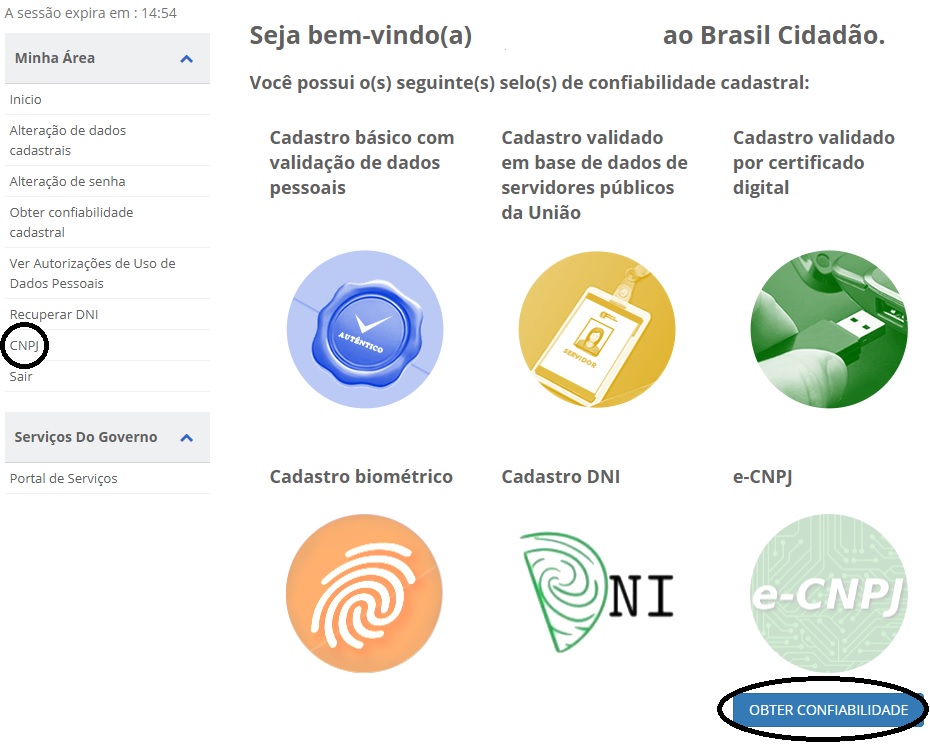 A sessão expira em : 14:54
Minha Área
Inicio
Alteração de dados
cadastrais
Alteração de senha
Obter confiabilidade
cadastral
Ver Autorizações de Uso de
Dados Pessoais
Recuperar DNI
CNPJ
Sair
Serviços Do Governo
Portal de Serviços
Seja bem-vindo(a) ao Brasil Cidadão.
Você possui o(s) seguinte(s) selo(s) de confiabilidade cadastral:
Cadastro básico com
validação de dados
pessoais
AUTÊNTICO
Cadastro validado
em base de dados de
servidores públicos
da União
SERVIDOR
Cadastro validado
por certificado
digital
Cadastro biométrico
Cadastro DNI
DNI
e-CNPJ
e-CNPJ
OBTER CONFIABILIDADE